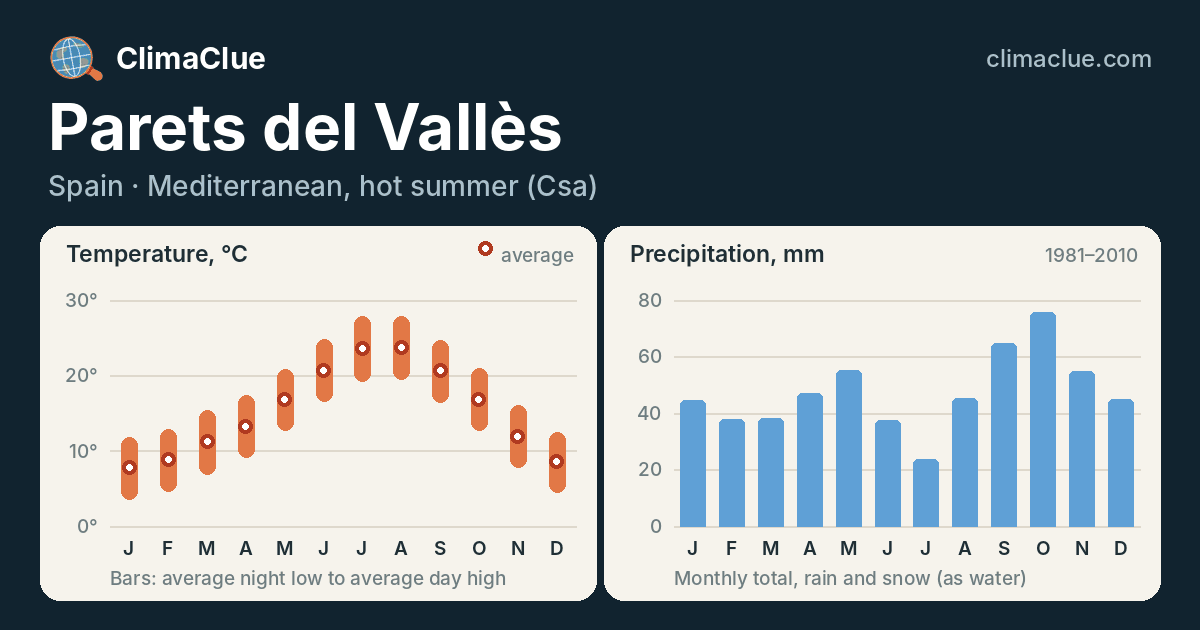 ClimaClue
climaclue.com
Parets del Vallès
Spain · Mediterranean, hot summer (Csa)
Temperature, °C
average
30°
20°
10°
0°
J F M A M J J A S O N D
Bars: average night low to average day high
Precipitation, mm
1981–2010
80
60
40
20
0
J F M A M J J A S O N D
Monthly total, rain and snow (as water)